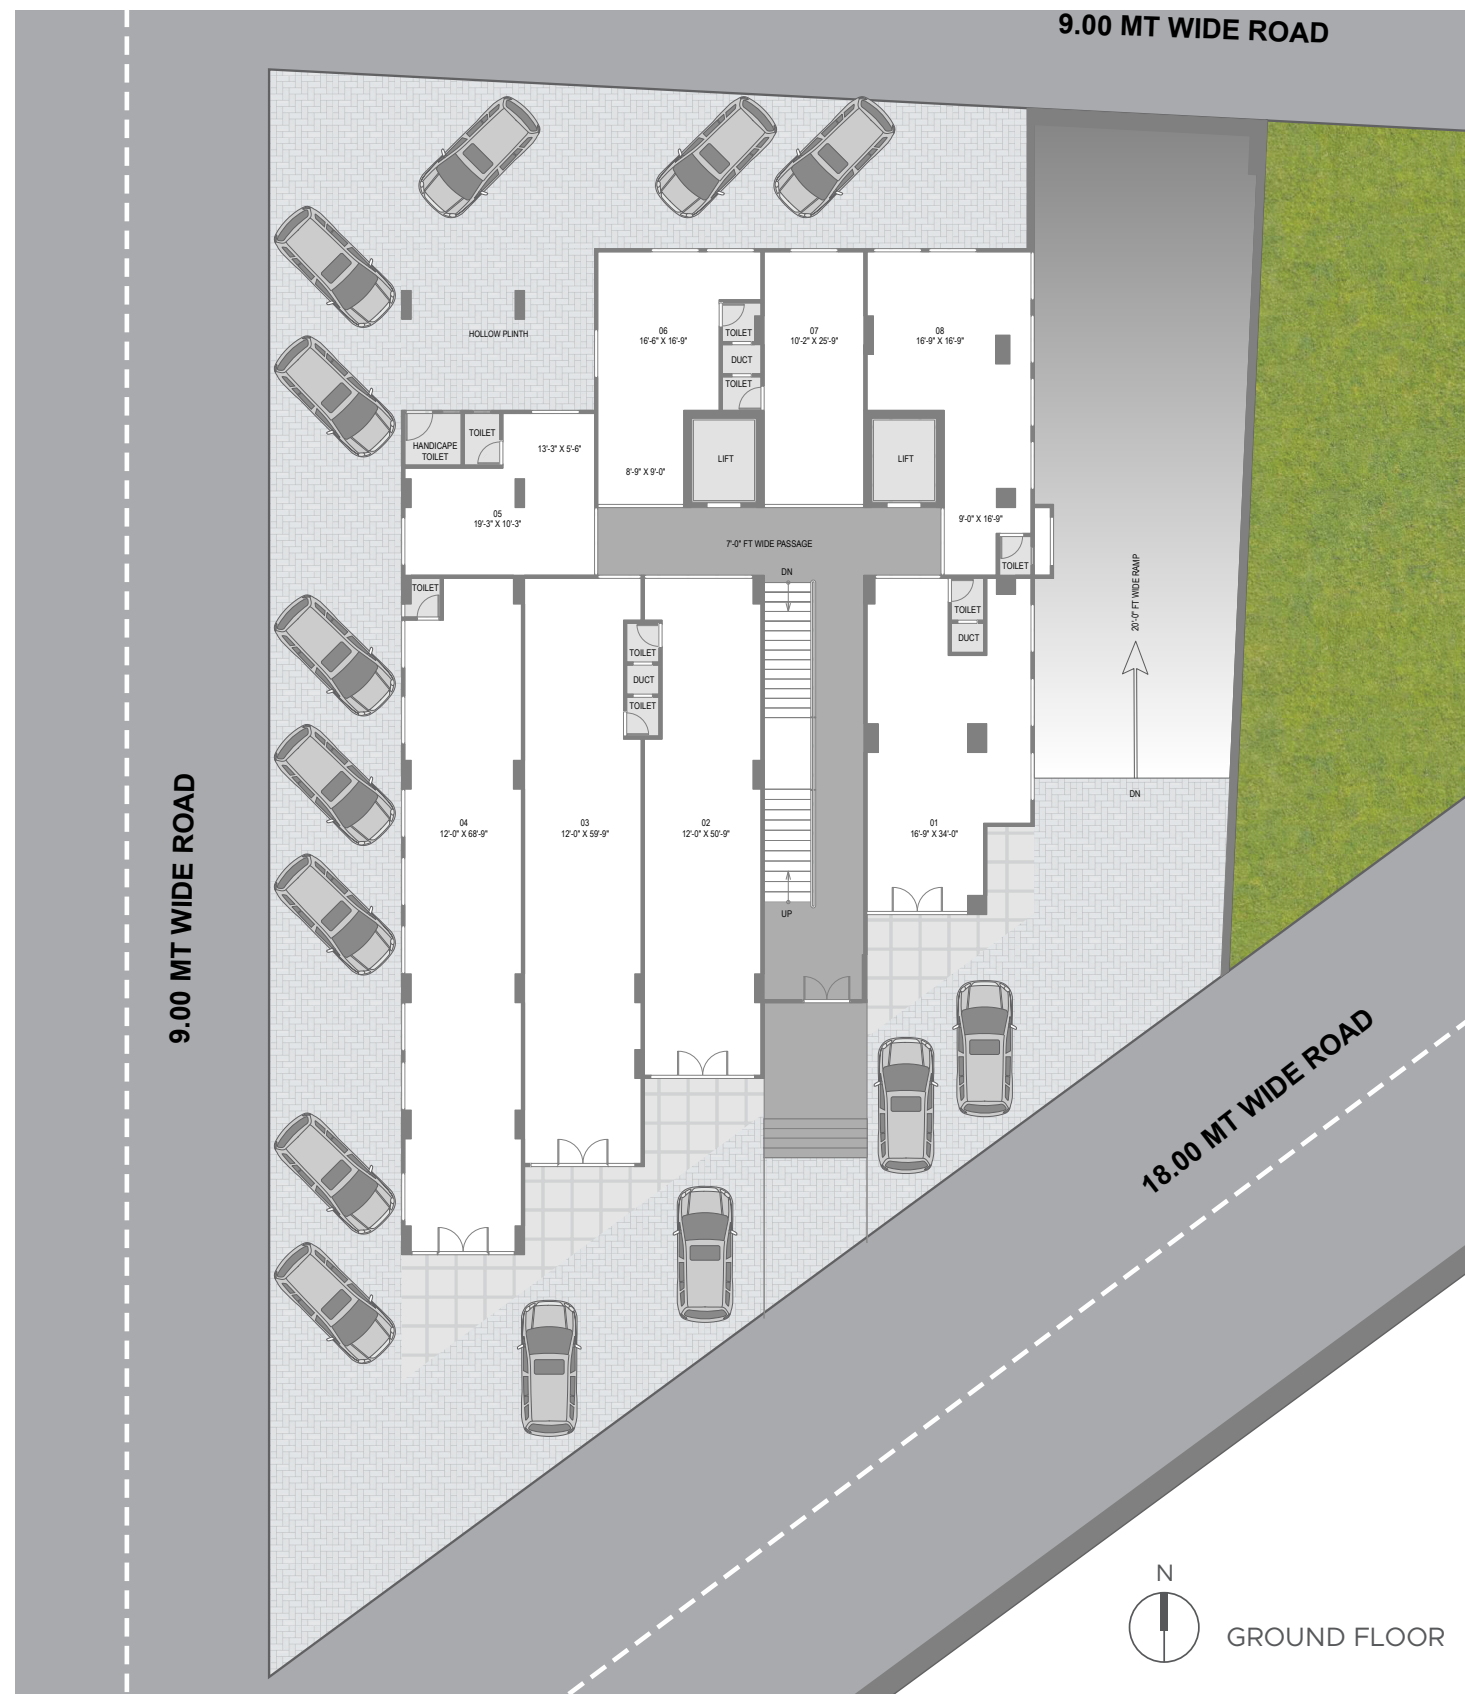 9.00 MT WIDE ROAD
HOLLOW PLINTH
06
16'-6" X 16'-9"
TOILET
DUCT
TOILET
07
10'-2" X 25'-9"
08
16'-9" X 16'-9"
HANDICAPE
TOILET
TOILET
13'-3" X 5'-6"
8'-9" X 9'-0"
LIFT
LIFT
05
19'-3" X 10'-3"
9'-0" X 16'-9"
7'-0" FT WIDE PASSAGE
TOILET
DN
TOILET
TOILET
DUCT
20'-0" FT WIDE RAMP
TOILET
DUCT
TOILET
DN
9.00 MT WIDE ROAD
04
12'-0" X 68'-9"
03
12'-0" X 59'-9"
02
12'-0" X 50'-9"
01
16'-9" X 34'-0"
UP
18.00 MT WIDE ROAD
N
GROUND FLOOR